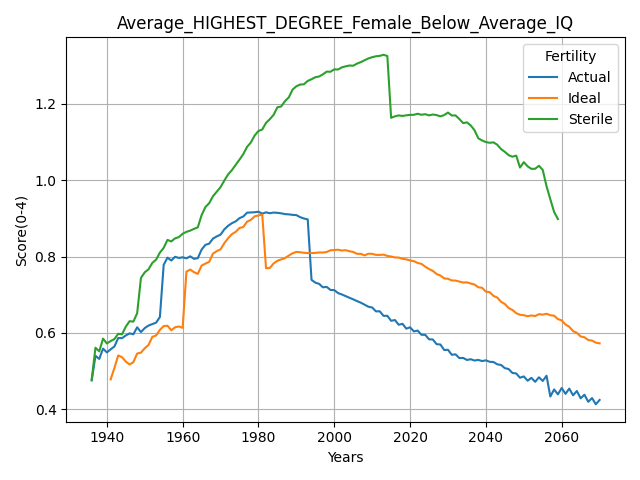 Average_HIGHEST_DEGREE_Female_Below_Average_IQ
Fertility
Actual
Ideal
Sterile
Score(0-4)
1.2
1.0
0.8
0.6
0.4
1940 1960 1980 2000 2020 2040 2060
Years